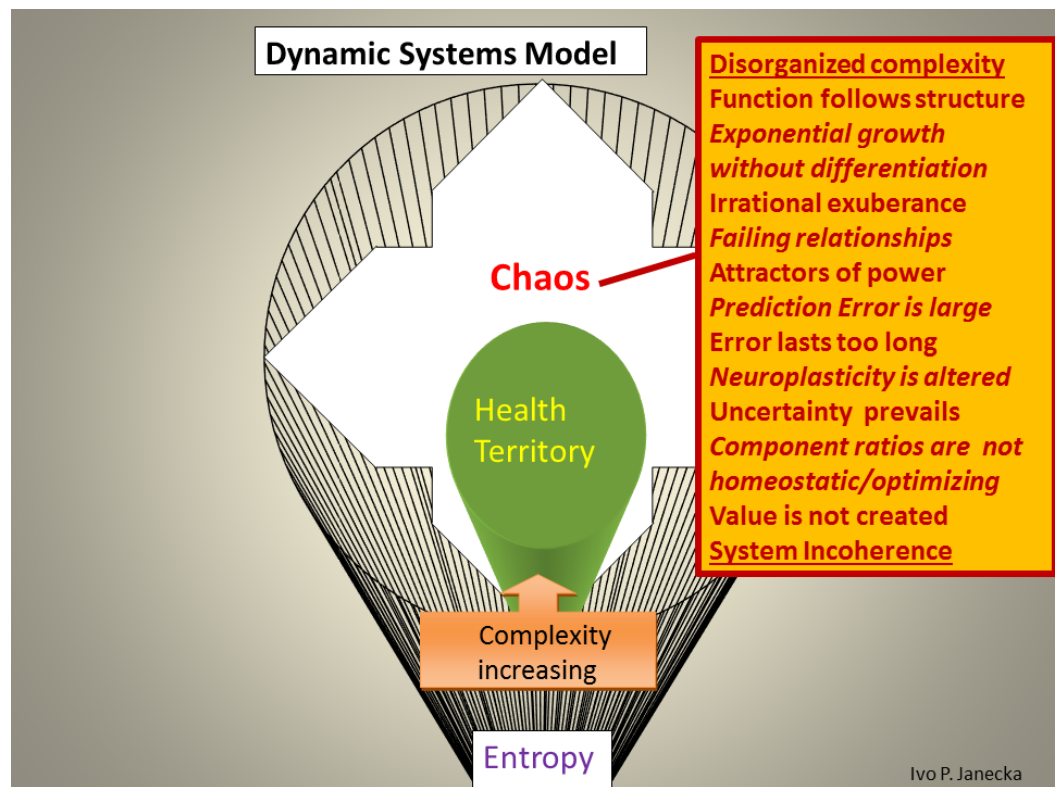 Dynamic Systems Model
Disorganized complexity
Function follows structure
Exponential growth
without differentiation
Irrational exuberance
Failing relationships
Attractors of power
Prediction Error is large
Error lasts too long
Neuroplasticity is altered
Uncertainty prevails
Component ratios are not
homeostatic/optimizing
Value is not created
System Incoherence
Chaos
Health
Territory
Complexity
increasing
Entropy
Ivo P. Janecka